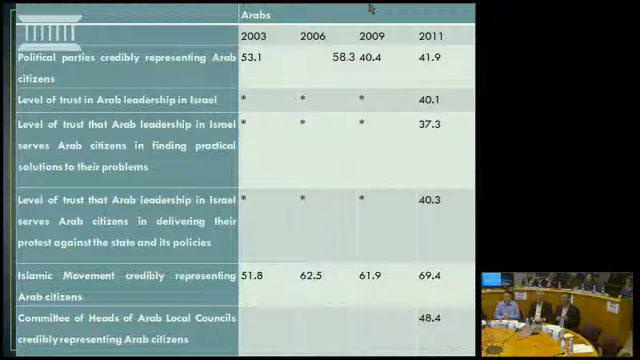 Arabs
2003 2006 2009 2011
Political parties credibly representing Arab 53.1 58.3 40.4 41.9
citizens
Level of trust in Arab leadership in Israel * * * 40.1
Level of trust that Arab leadership in Israel * * * 37.3
serves Arab citizens in finding practical
solutions to their problems
Level of trust that Arab leadership in Israel * * * 40.3
serves Arab citizens in delivering their
protest against the state and its policies
Islamic Movement credibly representing 51.8 62.5 61.9 69.4
Arab citizens
Committee of Heads of Arab Local Councils 48.4
credibly representing Arab citizens